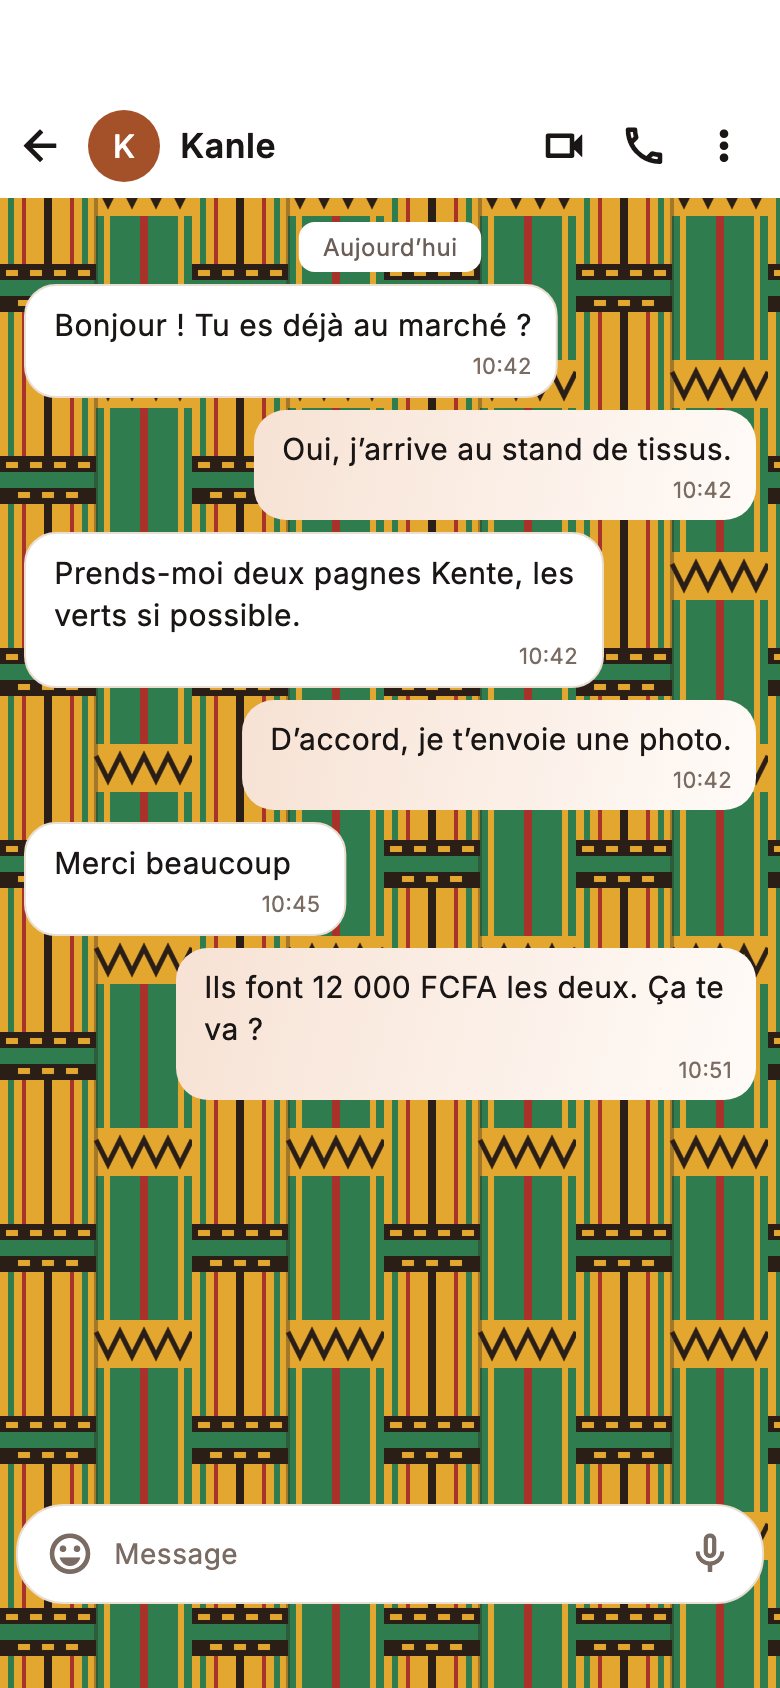 K
Kanle
Aujourd’hui
Bonjour ! Tu es déjà au marché ?
10:42
Oui, j’arrive au stand de tissus.
10:42
Prends-moi deux pagnes Kente, les
verts si possible.
10:42
D’accord, je t’envoie une photo.
10:42
Merci beaucoup
10:45
Ils font 12 000 FCFA les deux. Ça te
va ?
10:51
Message